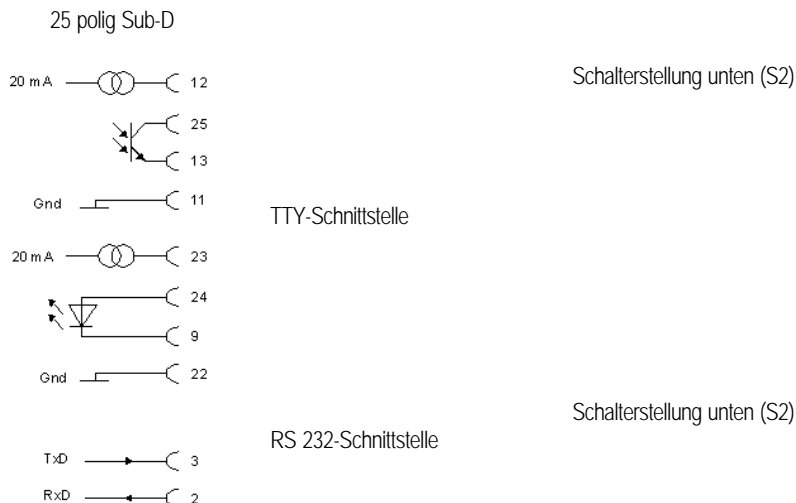 25 polig Sub-D
20 mA 12
Schalterstellung unten (S2)
25
13
Gnd 11
TTY-Schnittstelle
20 mA 23
24
9
Gnd 22
Schalterstellung unten (S2)
RS 232-Schnittstelle
TxD 3
RxD 2